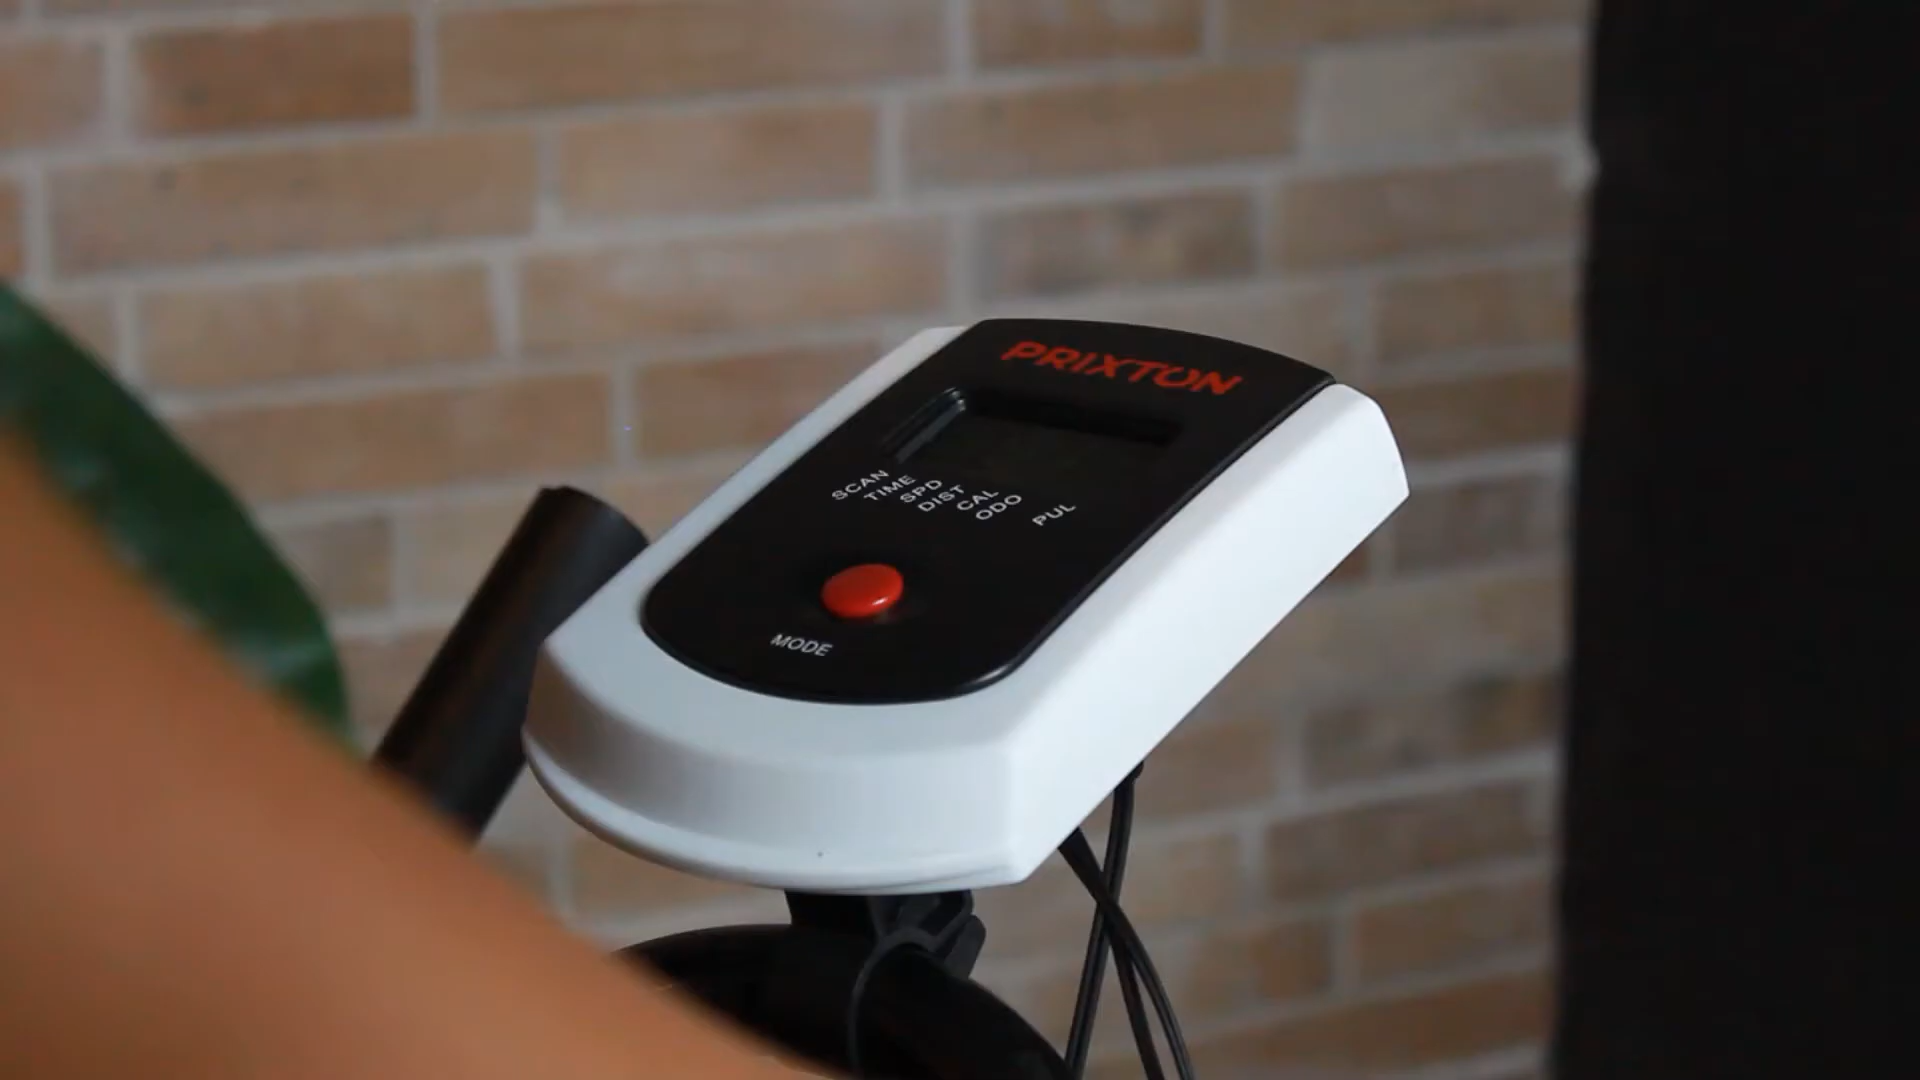 PRIXTON
SCAN
TIME
SPD
DIST
CAL
ODO
PUL
MODE